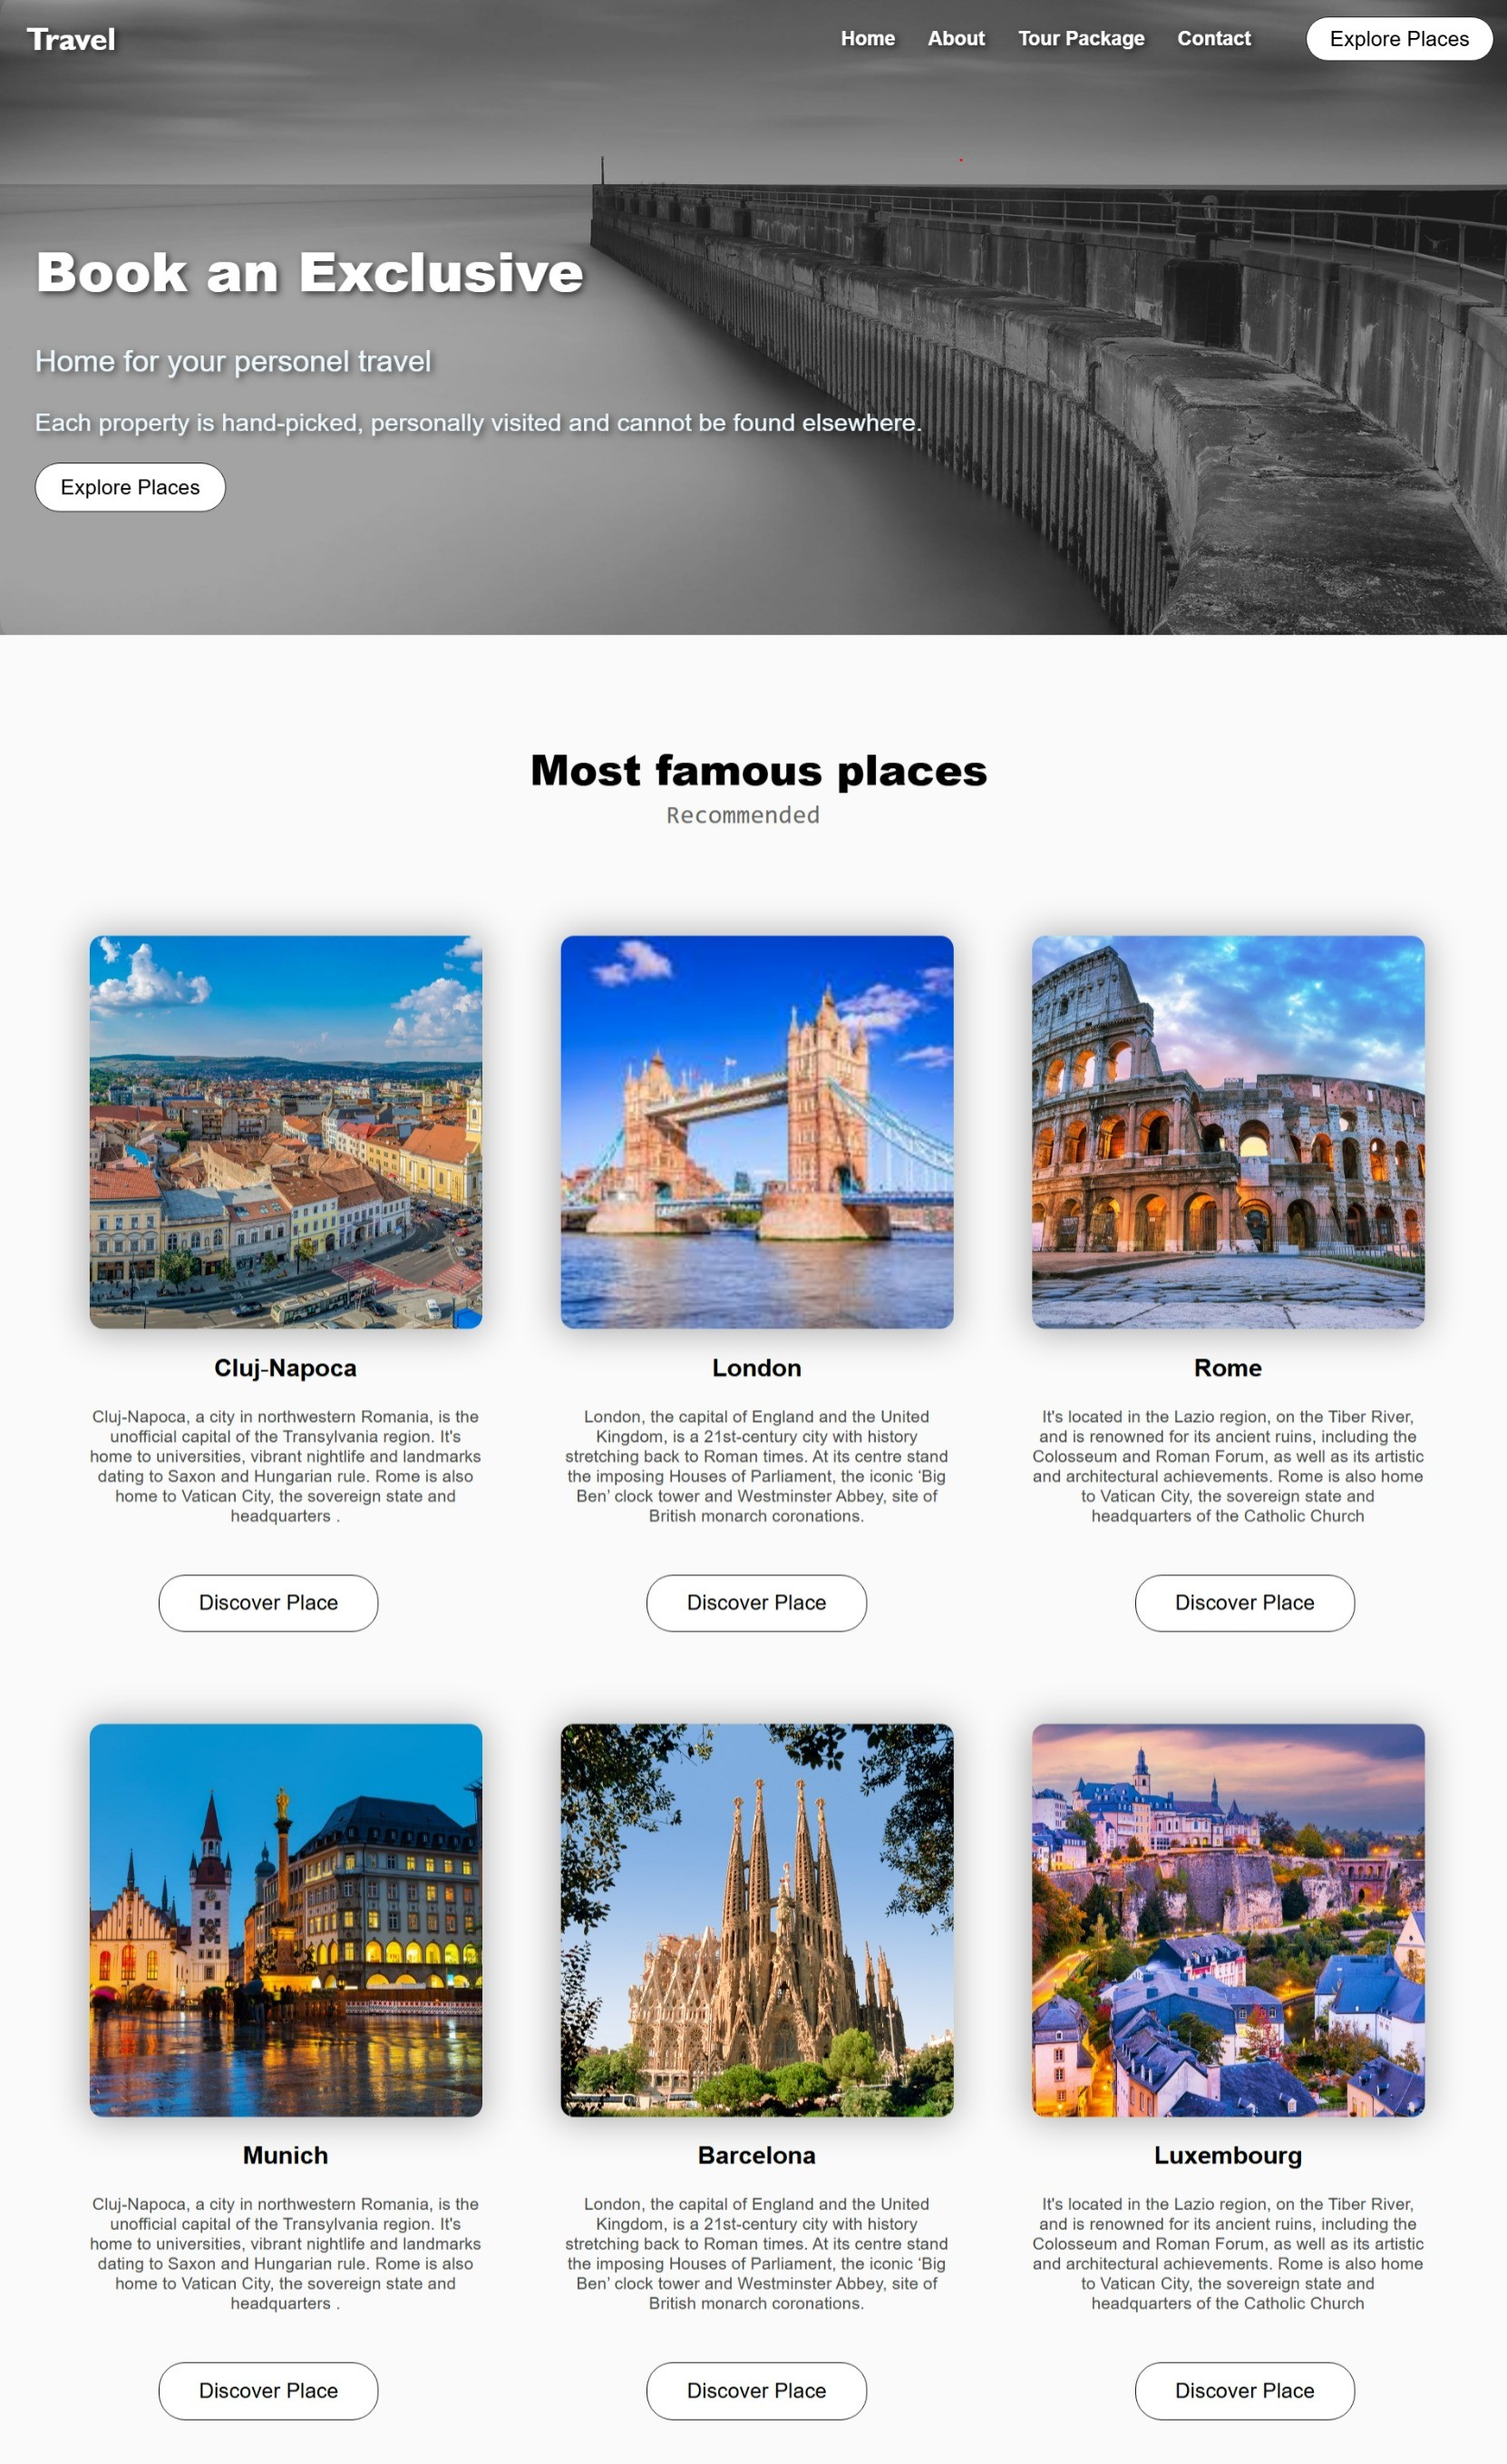 Travel
Home About Tour Package Contact Explore Places
Book an Exclusive
Home for your personel travel
Each property is hand-picked, personally visited and cannot be found elsewhere.
Explore Places
Most famous places
Recommended
Cluj-Napoca
Cluj-Napoca, a city in northwestern Romania, is the
unofficial capital of the Transylvania region. It's
home to universities, vibrant nightlife and landmarks
dating to Saxon and Hungarian rule. Rome is also
home to Vatican City, the sovereign state and
headquarters .
Discover Place
London
London, the capital of England and the United
Kingdom, is a 21st-century city with history
stretching back to Roman times. At its centre stand
the imposing Houses of Parliament, the iconic ‘Big
Ben’ clock tower and Westminster Abbey, site of
British monarch coronations.
Discover Place
Rome
It's located in the Lazio region, on the Tiber River,
and is renowned for its ancient ruins, including the
Colosseum and Roman Forum, as well as its artistic
and architectural achievements. Rome is also home
to Vatican City, the sovereign state and
headquarters of the Catholic Church
Discover Place
Munich
Cluj-Napoca, a city in northwestern Romania, is the
unofficial capital of the Transylvania region. It's
home to universities, vibrant nightlife and landmarks
dating to Saxon and Hungarian rule. Rome is also
home to Vatican City, the sovereign state and
headquarters .
Discover Place
Barcelona
London, the capital of England and the United
Kingdom, is a 21st-century city with history
stretching back to Roman times. At its centre stand
the imposing Houses of Parliament, the iconic ‘Big
Ben’ clock tower and Westminster Abbey, site of
British monarch coronations.
Discover Place
Luxembourg
It's located in the Lazio region, on the Tiber River,
and is renowned for its ancient ruins, including the
Colosseum and Roman Forum, as well as its artistic
and architectural achievements. Rome is also home
to Vatican City, the sovereign state and
headquarters of the Catholic Church
Discover Place